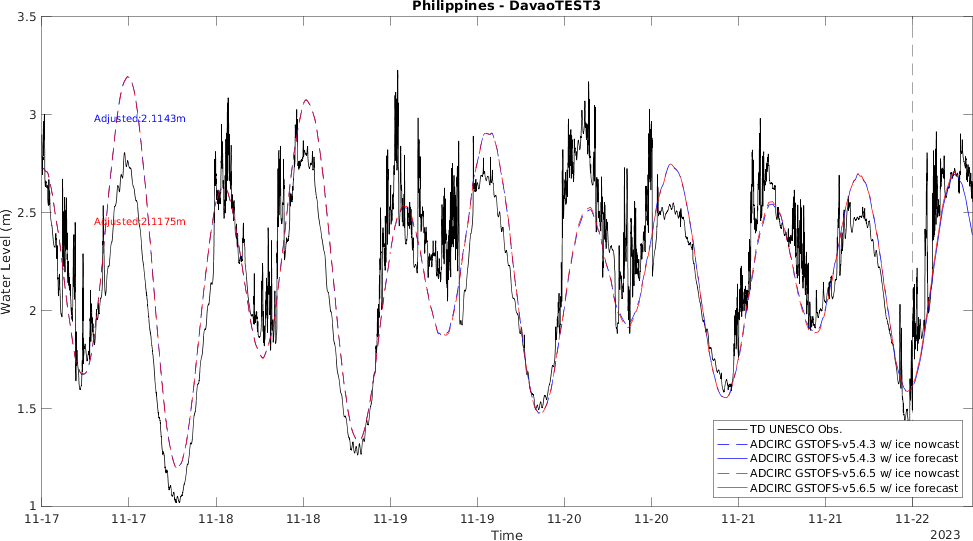 Philippines - DavaoTEST3
3.5
3
2.5
2
1.5
1
Water Level (m)
Adjusted:2.1143m
Adjusted:2.1175m
TD UNESCO Obs.
ADCIRC GSTOFS-v5.4.3 w/ ice nowcast
ADCIRC GSTOFS-v5.4.3 w/ ice forecast
ADCIRC GSTOFS-v5.6.5 w/ ice nowcast
ADCIRC GSTOFS-v5.6.5 w/ ice forecast
11-17 11-17 11-18 11-18 11-19 11-19 11-20 11-20 11-21 11-21 11-22
Time
2023